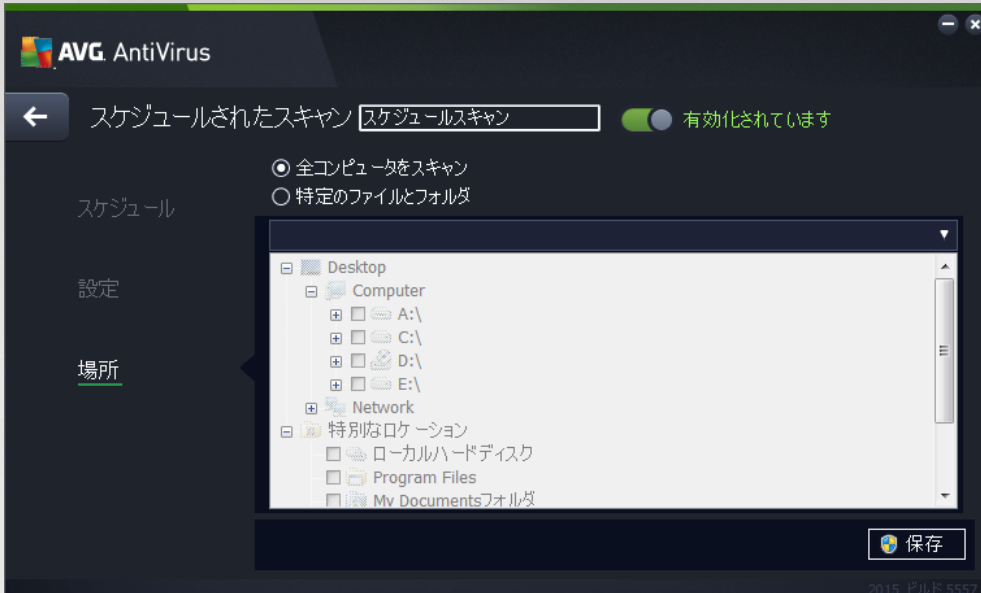 AVG. AntiVirus
スケジュールされたスキャン スケジュールスキャン 有効化されています
全コンピュータをスキャン
特定のファイルとフォルダ
スケジュール
設定
場所
Desktop
Computer
A:\
C:\
D:\
E:\
Network
特別なロケーション
ローカルハードディスク
Program Files
My Documentsフォルダ
保存
2015 ビルド 5557